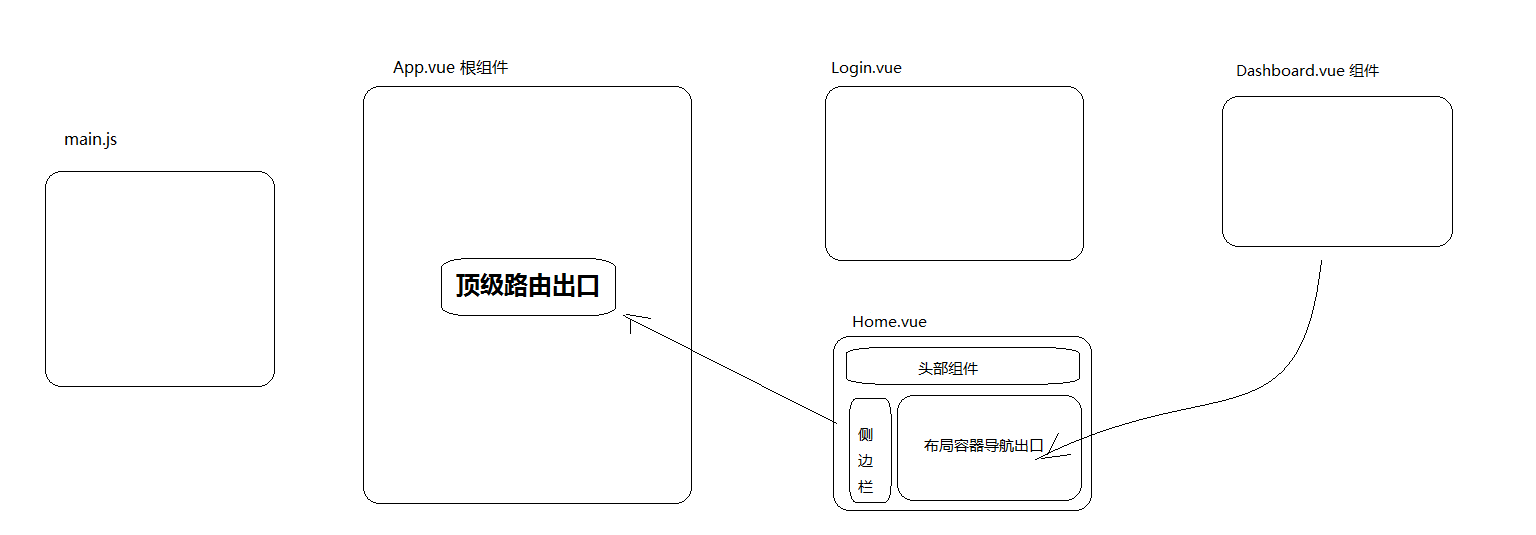 main.js
App.vue 根组件
顶级路由出口
Login.vue
Home.vue
头部组件
侧
边
栏
布局容器导航出口
Dashboard.vue 组件